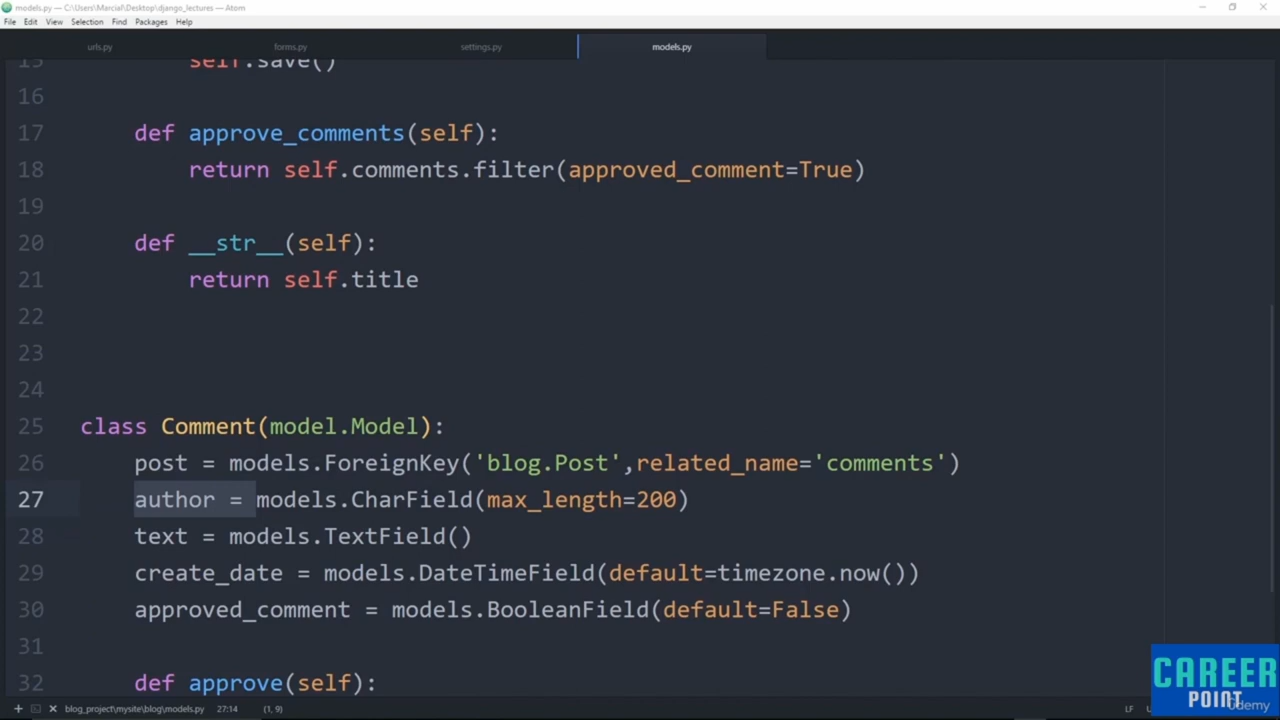 models.py — C:\Users\Marcial\Desktop\django_lectures — Atom
File Edit View Selection Find Packages Help
urls.py forms.py settings.py models.py
15 self.save()
16
17 def approve_comments(self):
18 return self.comments.filter(approved_comment=True)
19
20 def __str__(self):
21 return self.title
22
23
24
25 class Comment(model.Model):
26 post = models.ForeignKey('blog.Post',related_name='comments')
27 author = models.CharField(max_length=200)
28 text = models.TextField()
29 create_date = models.DateTimeField(default=timezone.now())
30 approved_comment = models.BooleanField(default=False)
31
32 def approve(self):
CAREER
POINT
udemy
blog_project\mysite\blog\models.py 27:14 (1, 9) LF